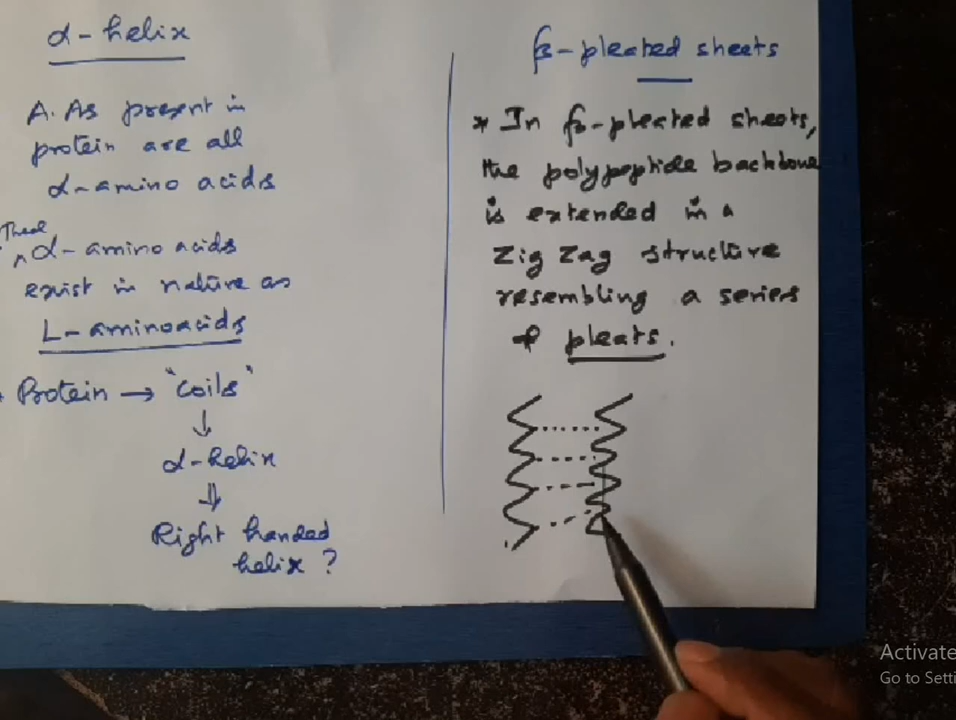 α-helix
A.As present in
protein are all
α-amino acids
These
^ α-amino acids
exist in nature as
L-aminoacids
Protein → "coils"
↓
α-helix
⇓
Right handed
helix ?
β-pleated sheets
* In β-pleated sheets,
the polypeptide backbone
is extended in a
Zig Zag structure
resembling a series
of pleats.
Activate
Go to Setti